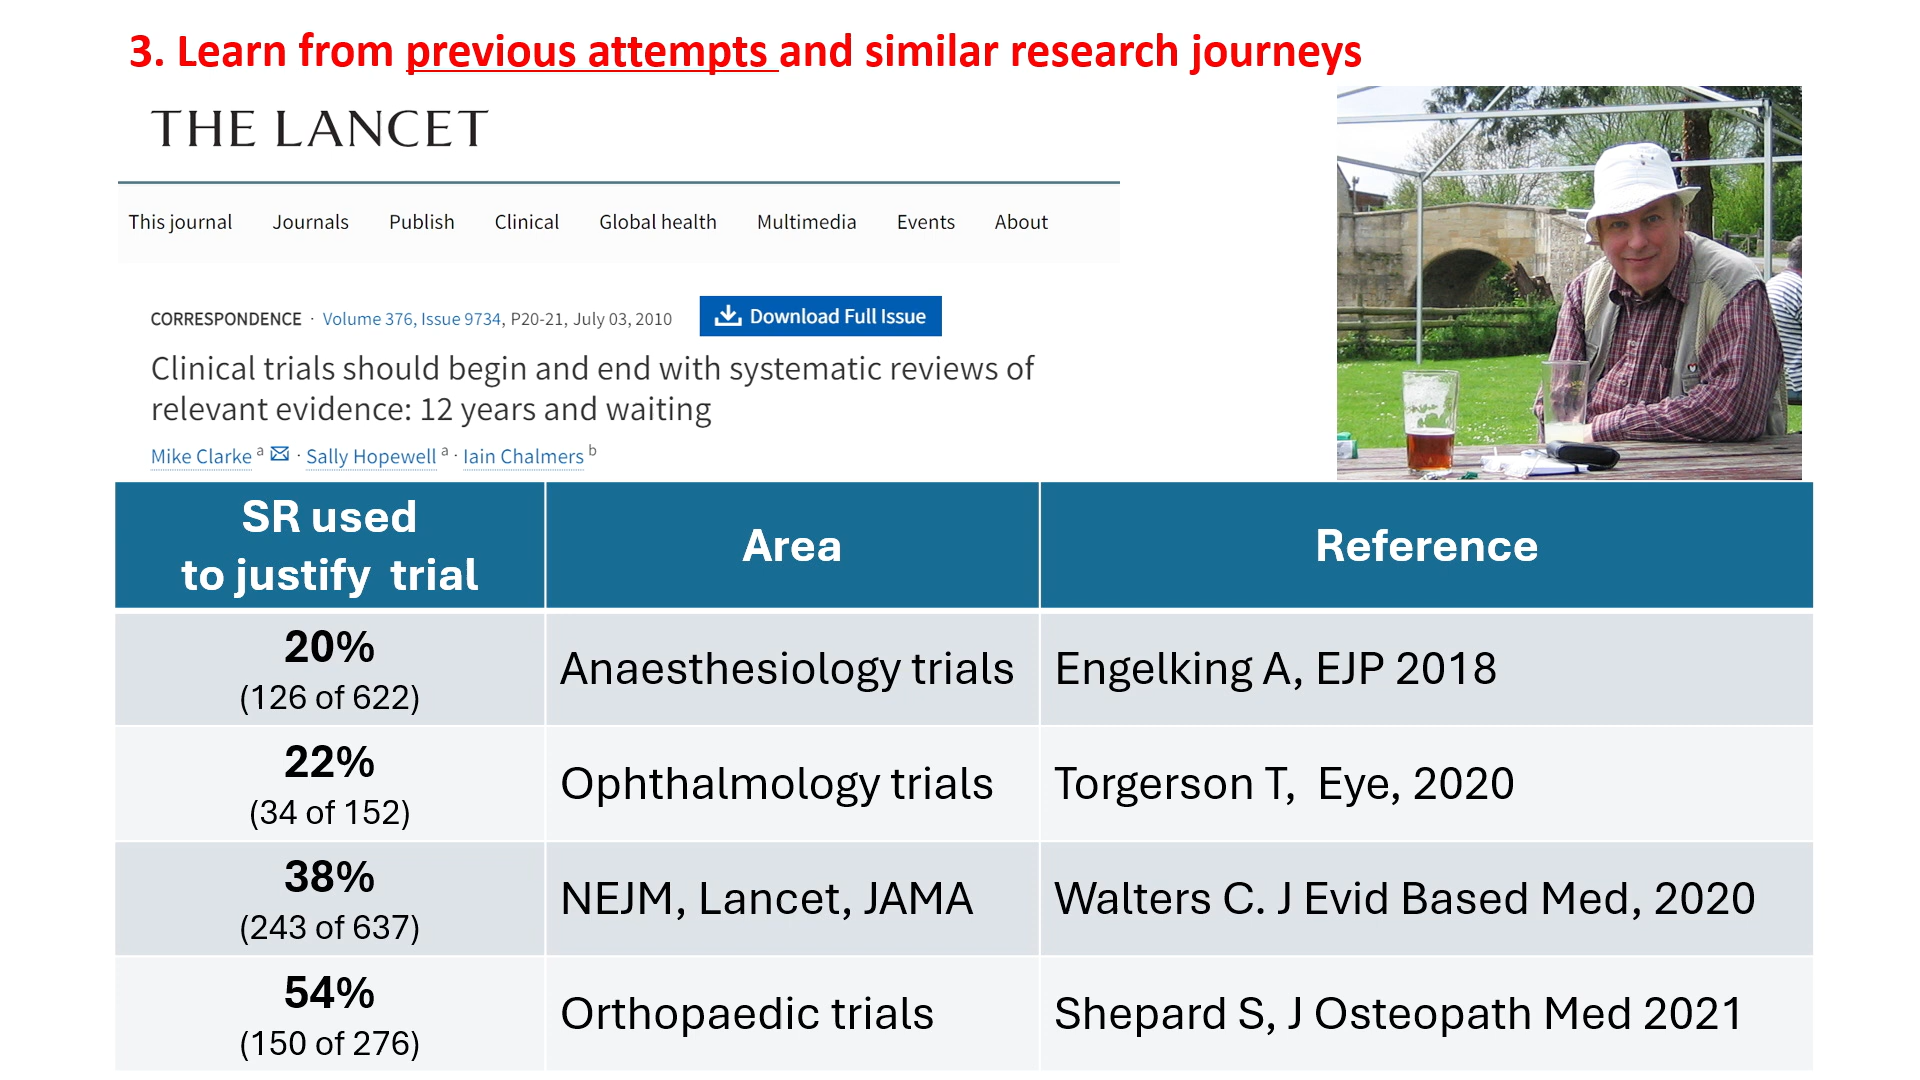 3. Learn from previous attempts and similar research journeys
THE LANCET
This journal Journals Publish Clinical Global health Multimedia Events About
CORRESPONDENCE · Volume 376, Issue 9734, P20-21, July 03, 2010 Download Full Issue
Clinical trials should begin and end with systematic reviews of
relevant evidence: 12 years and waiting
Mike Clarke a · Sally Hopewell a · Iain Chalmers b
SR used
to justify trial
Area
Reference
20%
(126 of 622)
Anaesthesiology trials
Engelking A, EJP 2018
22%
(34 of 152)
Ophthalmology trials
Torgerson T, Eye, 2020
38%
(243 of 637)
NEJM, Lancet, JAMA
Walters C. J Evid Based Med, 2020
54%
(150 of 276)
Orthopaedic trials
Shepard S, J Osteopath Med 2021